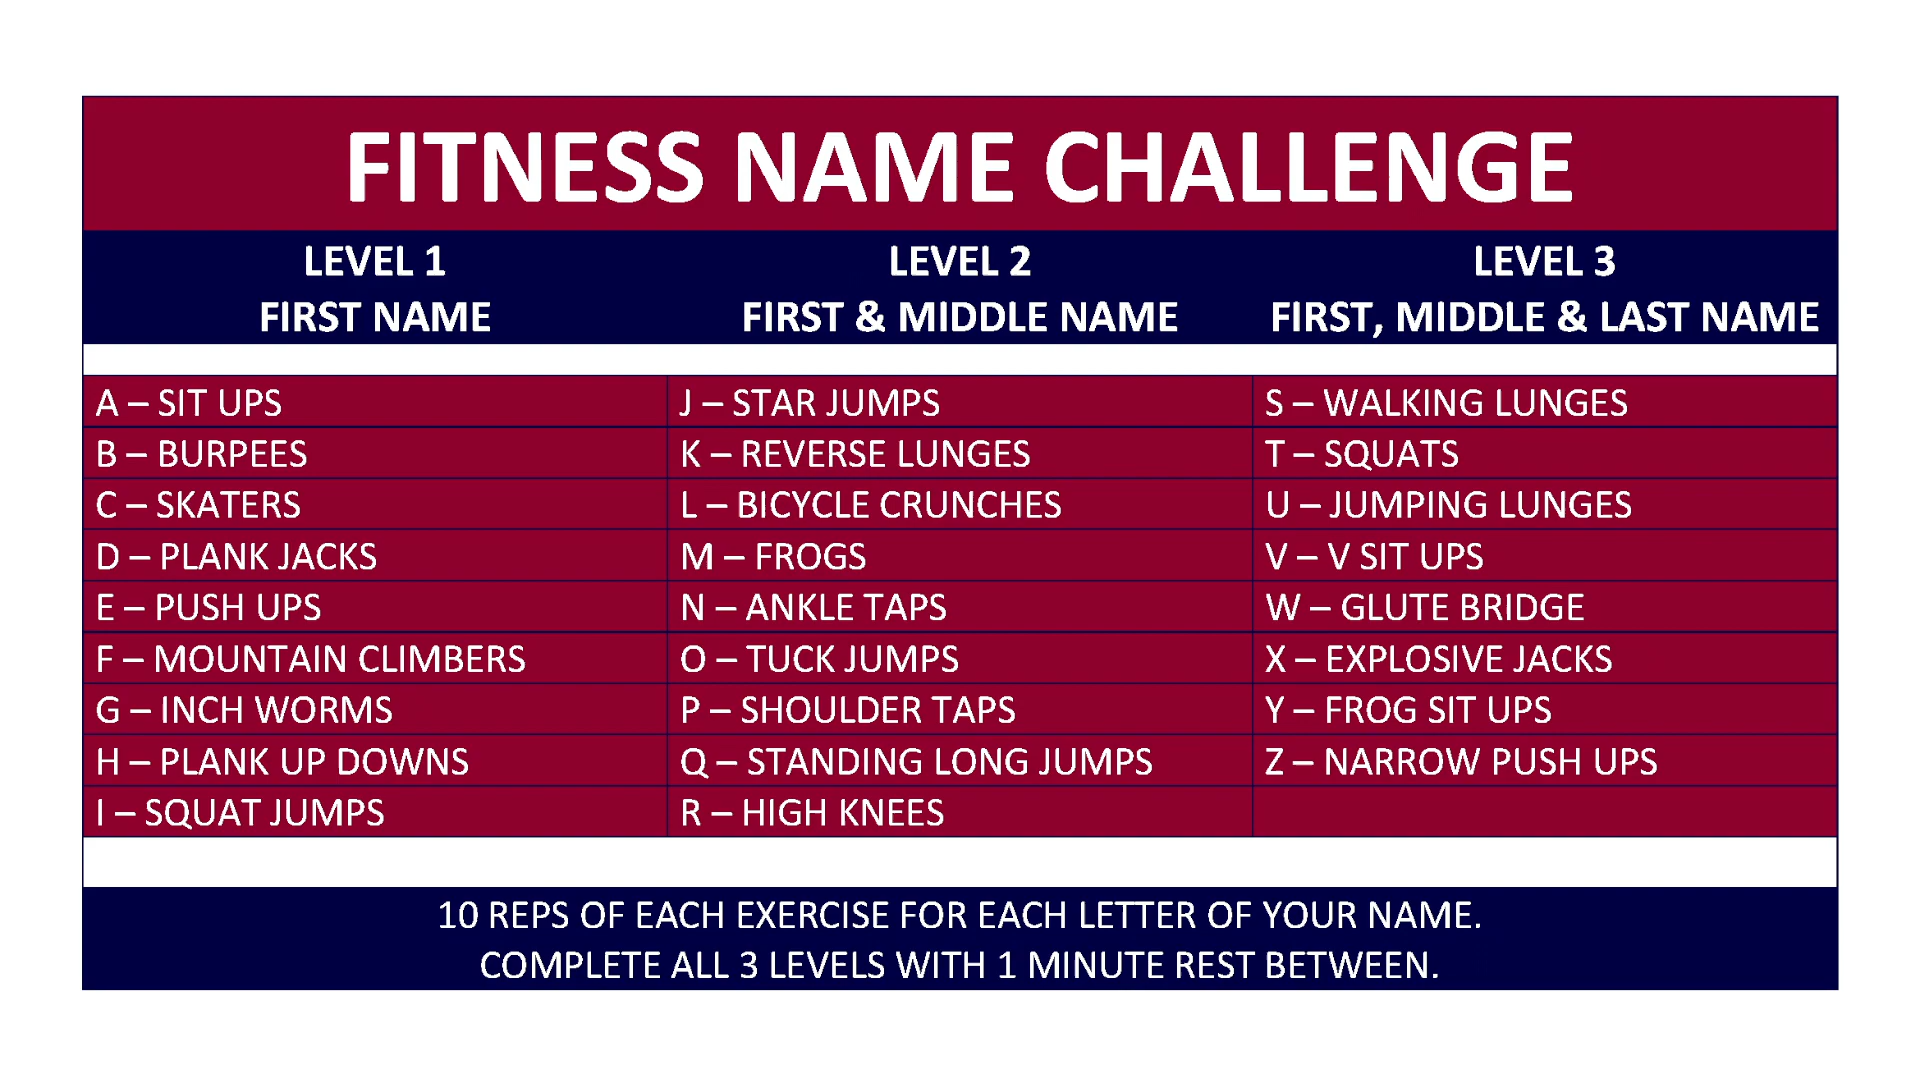 FITNESS NAME CHALLENGE
LEVEL 1
FIRST NAME
LEVEL 2
FIRST & MIDDLE NAME
LEVEL 3
FIRST, MIDDLE & LAST NAME
A – SIT UPS
J – STAR JUMPS
S – WALKING LUNGES
B – BURPEES
K – REVERSE LUNGES
T – SQUATS
C – SKATERS
L – BICYCLE CRUNCHES
U – JUMPING LUNGES
D – PLANK JACKS
M – FROGS
V – V SIT UPS
E – PUSH UPS
N – ANKLE TAPS
W – GLUTE BRIDGE
F – MOUNTAIN CLIMBERS
O – TUCK JUMPS
X – EXPLOSIVE JACKS
G – INCH WORMS
P – SHOULDER TAPS
Y – FROG SIT UPS
H – PLANK UP DOWNS
Q – STANDING LONG JUMPS
Z – NARROW PUSH UPS
I – SQUAT JUMPS
R – HIGH KNEES
10 REPS OF EACH EXERCISE FOR EACH LETTER OF YOUR NAME.
COMPLETE ALL 3 LEVELS WITH 1 MINUTE REST BETWEEN.